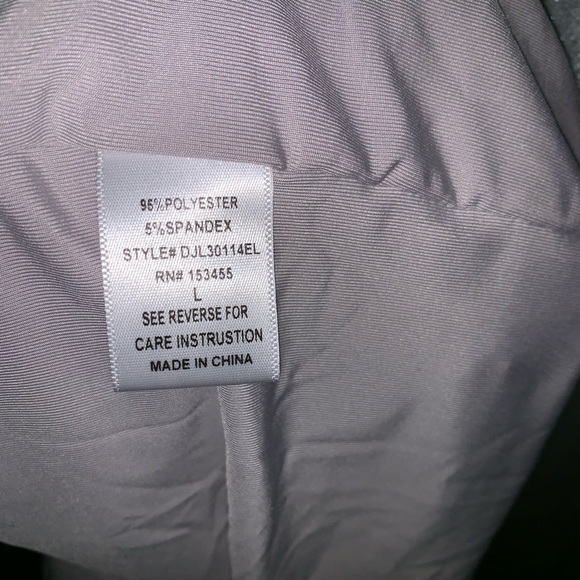 95%POLYESTER
5%SPANDEX
STYLE# DJL30114EL
RN# 153455
L
SEE REVERSE FOR
CARE INSTRUSTION
MADE IN CHINA